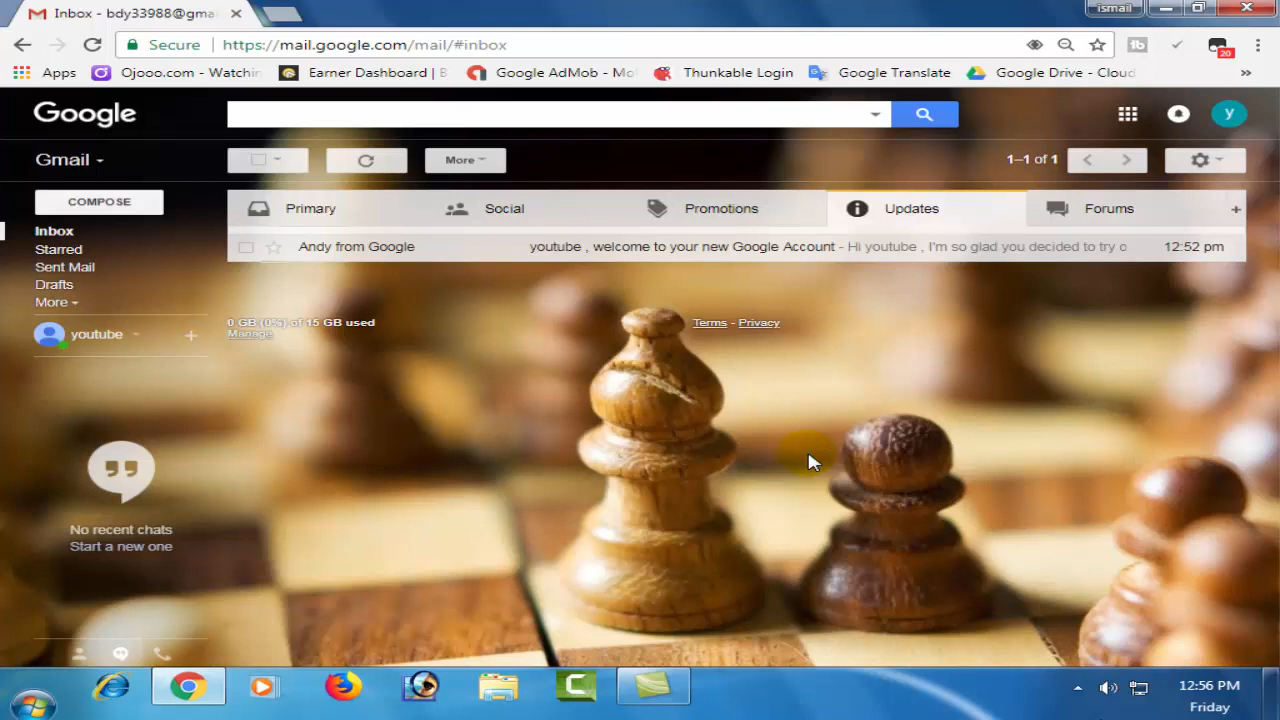 Inbox - bdy33988@gma
ismail
Secure https://mail.google.com/mail/#inbox
20
Apps Ojooo.com - Watchin Earner Dashboard | B Google AdMob - Mo Thunkable Login Google Translate Google Drive - Cloud »
Google
y
Gmail
More
1–1 of 1
COMPOSE
Primary Social Promotions Updates Forums +
Inbox
Andy from Google youtube , welcome to your new Google Account - Hi youtube , I'm so glad you decided to try o 12:52 pm
Starred
Sent Mail
Drafts
More
youtube +
0 GB (0%) of 15 GB used
Manage
Terms - Privacy
No recent chats
Start a new one
12:56 PM
Friday